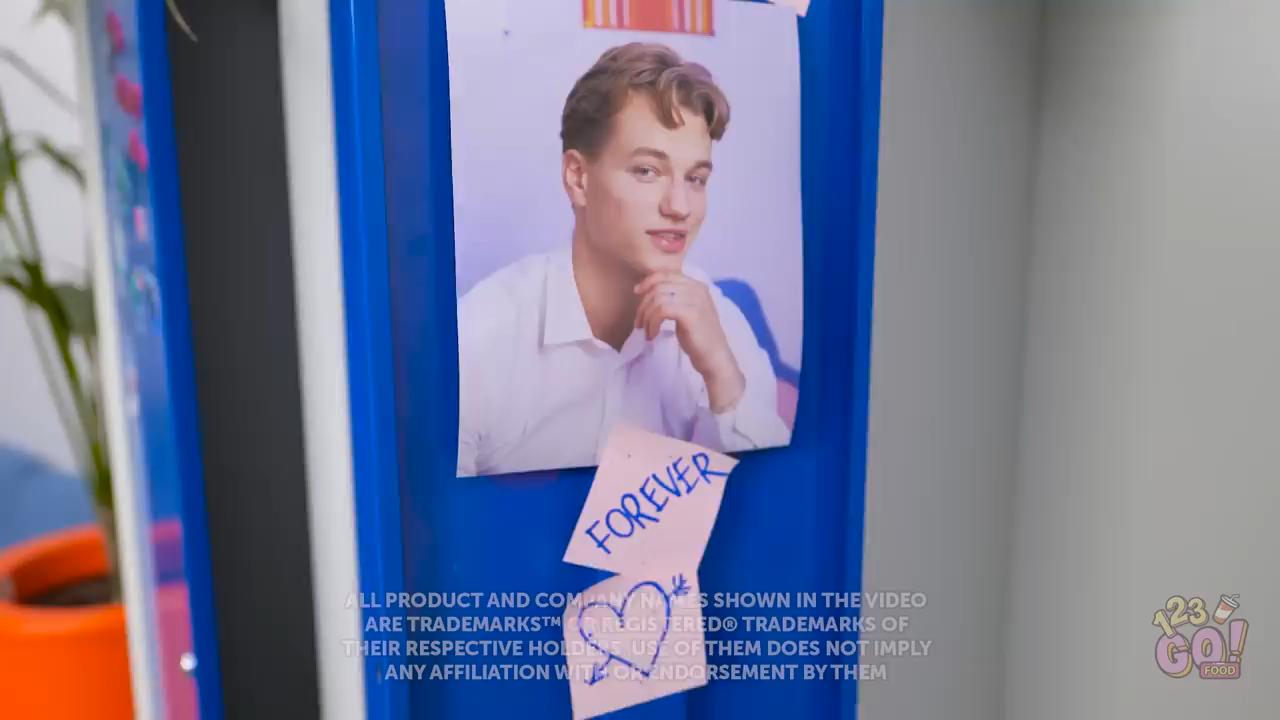 FOREVER
ALL PRODUCT AND COMPANY NAMES SHOWN IN THE VIDEO
ARE TRADEMARKS™ OR REGISTERED® TRADEMARKS OF
THEIR RESPECTIVE HOLDERS. USE OF THEM DOES NOT IMPLY
ANY AFFILIATION WITH OR ENDORSEMENT BY THEM
123
GO!
FOOD